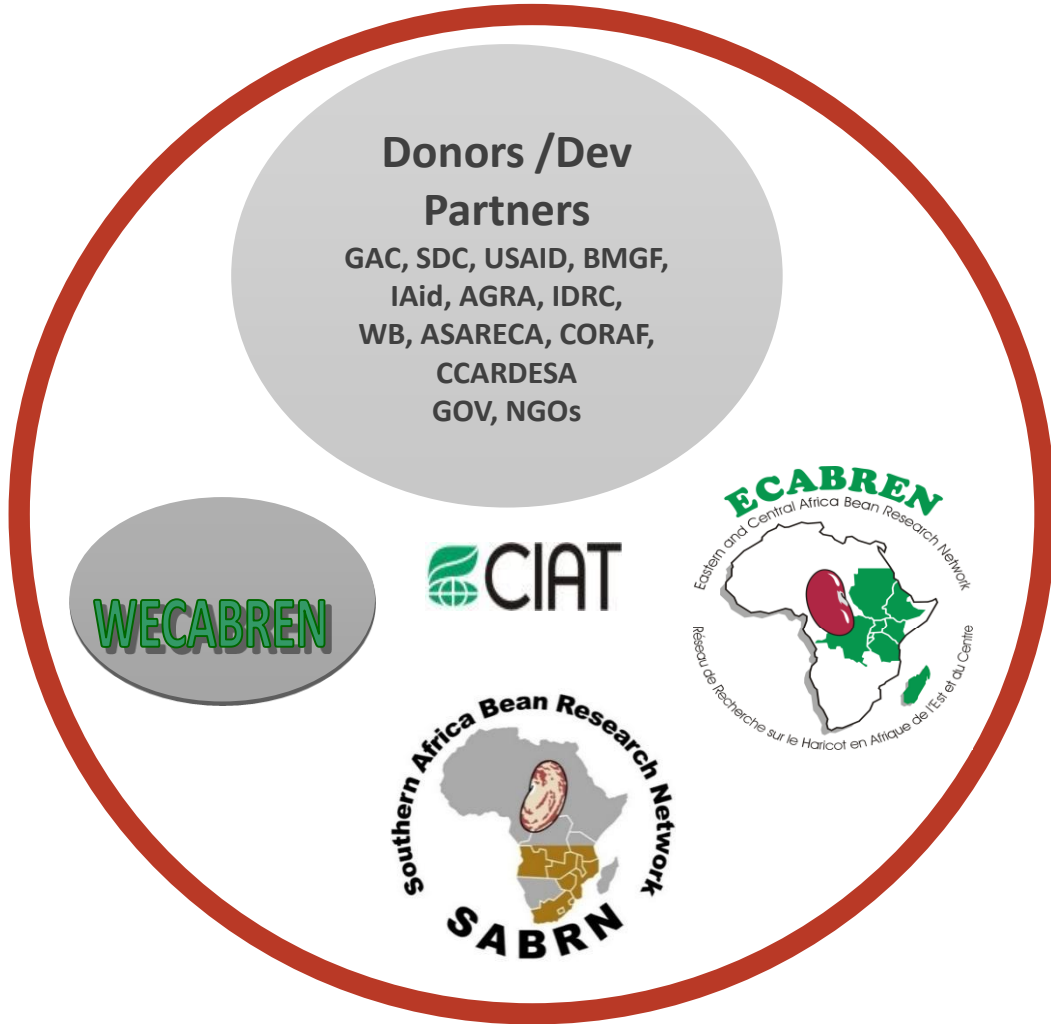 Donors /Dev
Partners
GAC, SDC, USAID, BMGF,
IAid, AGRA, IDRC,
WB, ASARECA, CORAF,
CCARDESA
GOV, NGOs
ECABREN
Eastern and Central Africa Bean Research Network
Réseau de Recherche sur le Haricot en Afrique de l'Est et du Centre
WECABREN
CIAT
Southern Africa Bean Research Network
SABRN